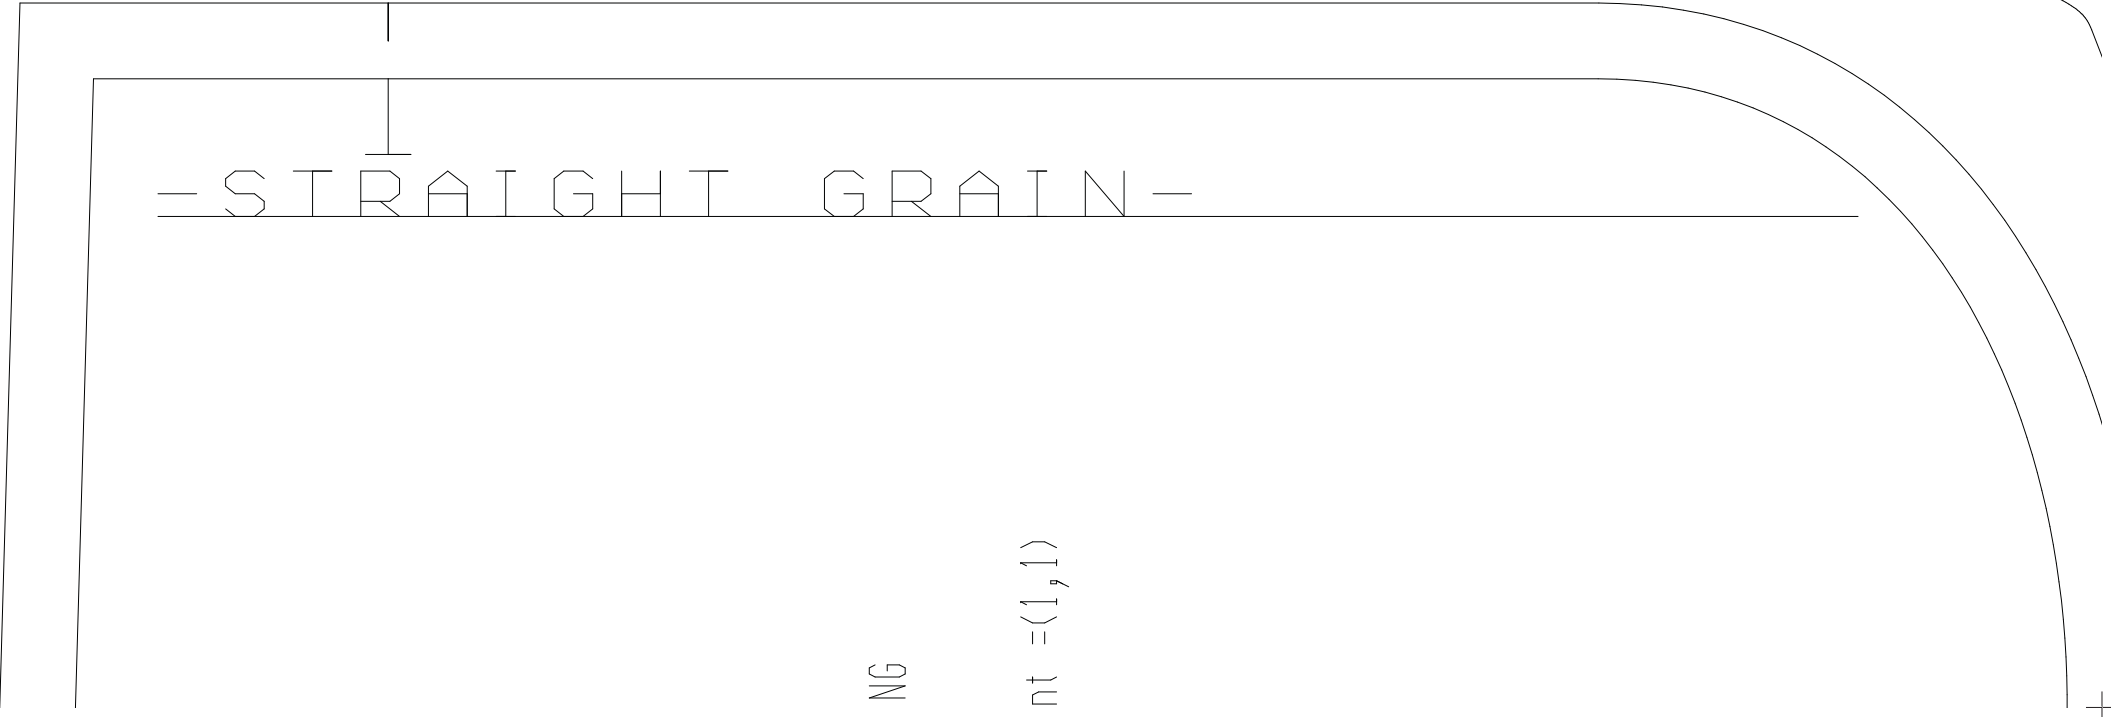 -STRAIGHT GRAIN-
NG
nt =(1,1)